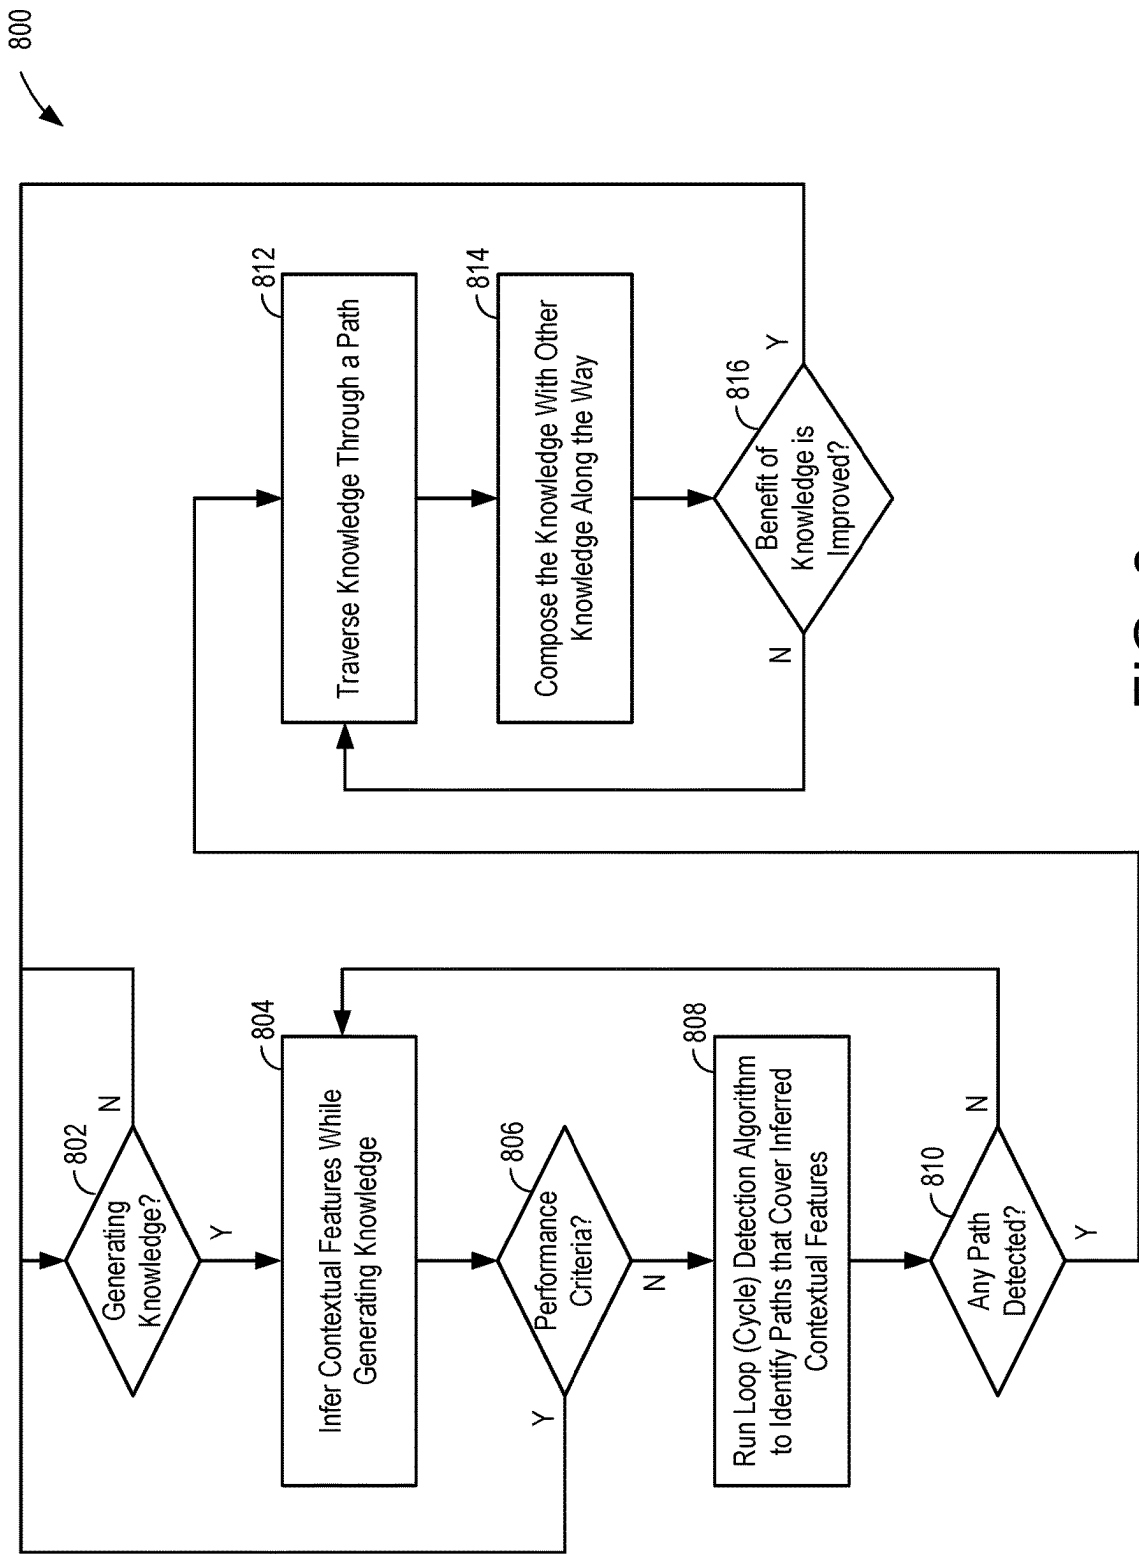 800
802
Generating
Knowledge?
N
Y
804
Infer Contextual Features While
Generating Knowledge
806
Performance
Criteria?
Y
N
808
Run Loop (Cycle) Detection Algorithm
to Identify Paths that Cover Inferred
Contextual Features
810
Any Path
Detected?
N
Y
812
Traverse Knowledge Through a Path
814
Compose the Knowledge With Other
Knowledge Along the Way
816
Benefit of
Knowledge is
Improved?
N
Y